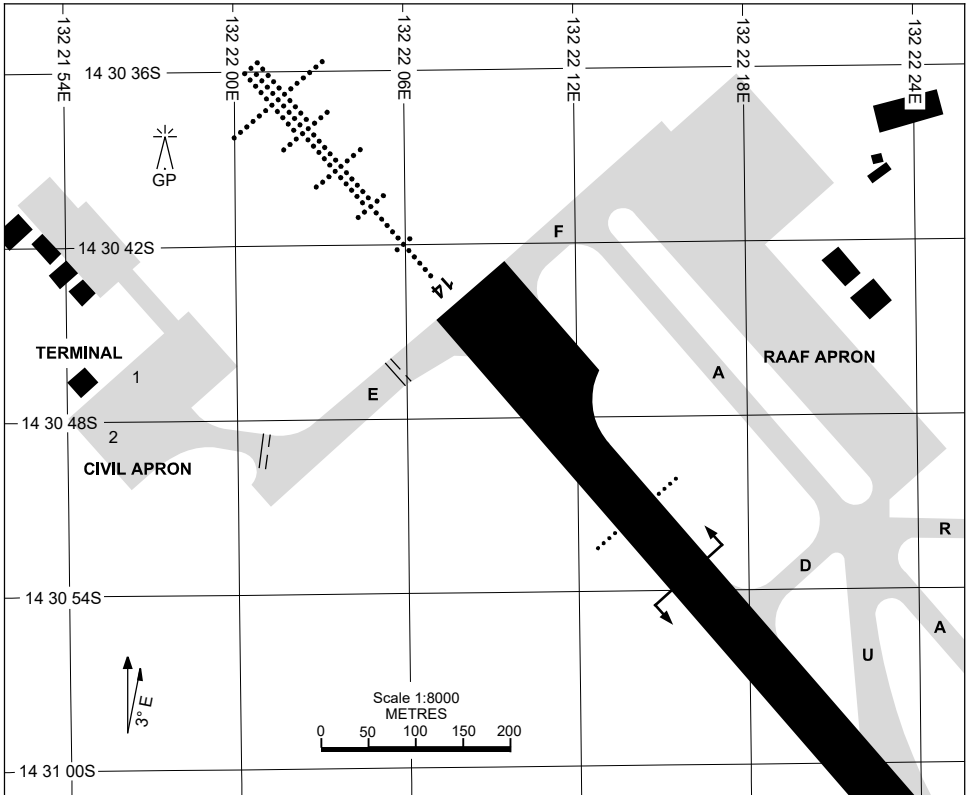 132 21 54E
132 22 00E
132 22 06E
132 22 12E
132 22 18E
132 22 24E
14 30 36S
GP
14 30 42S
F
14
TERMINAL
1
RAAF APRON
A
E
14 30 48S
2
CIVIL APRON
R
D
14 30 54S
A
U
3° E
Scale 1:8000
METRES
0 50 100 150 200
14 31 00S